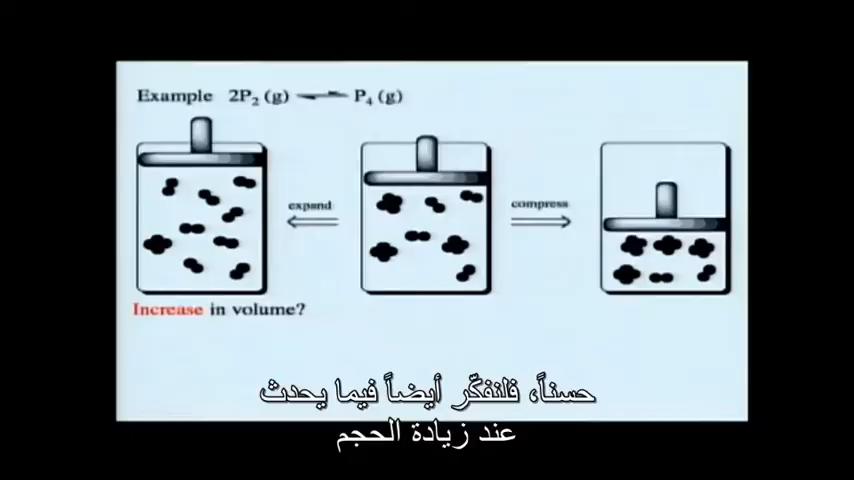 Example 2P₂ (g) ⇌ P₄ (g)
expand
compress
Increase in volume?
حسناً، فلنفكّر أيضاً فيما يحدث
عند زيادة الحجم